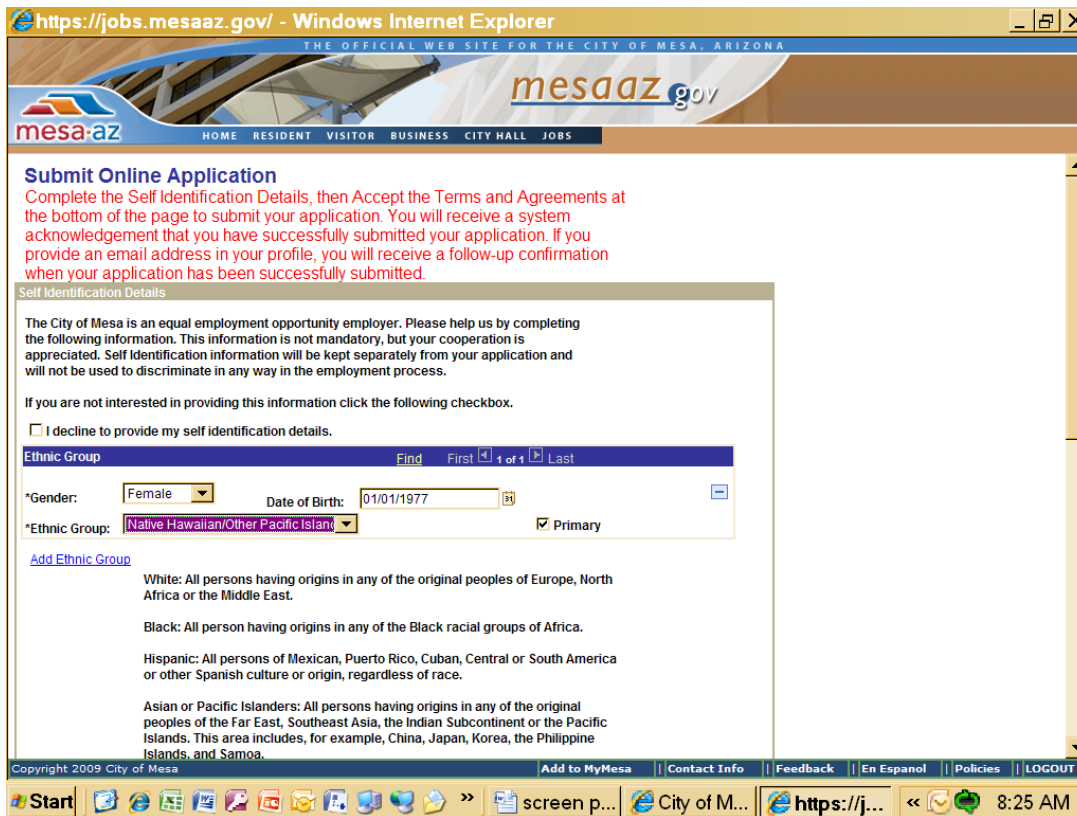 https://jobs.mesaaz.gov/ - Windows Internet Explorer
THE OFFICIAL WEB SITE FOR THE CITY OF MESA, ARIZONA
mesaaz gov
mesa·az
HOME RESIDENT VISITOR BUSINESS CITY HALL JOBS
Submit Online Application
Complete the Self Identification Details, then Accept the Terms and Agreements at
the bottom of the page to submit your application. You will receive a system
acknowledgement that you have successfully submitted your application. If you
provide an email address in your profile, you will receive a follow-up confirmation
when your application has been successfully submitted.
Self Identification Details
The City of Mesa is an equal employment opportunity employer. Please help us by completing
the following information. This information is not mandatory, but your cooperation is
appreciated. Self Identification information will be kept separately from your application and
will not be used to discriminate in any way in the employment process.
If you are not interested in providing this information click the following checkbox.
I decline to provide my self identification details.
Ethnic Group Find First 1 of 1 Last
*Gender: Female Date of Birth: 01/01/1977 31
*Ethnic Group: Native Hawaiian/Other Pacific Islan Primary
Add Ethnic Group
White: All persons having origins in any of the original peoples of Europe, North
Africa or the Middle East.
Black: All person having origins in any of the Black racial groups of Africa.
Hispanic: All persons of Mexican, Puerto Rico, Cuban, Central or South America
or other Spanish culture or origin, regardless of race.
Asian or Pacific Islanders: All persons having origins in any of the original
peoples of the Far East, Southeast Asia, the Indian Subcontinent or the Pacific
Islands. This area includes, for example, China, Japan, Korea, the Philippine
Islands, and Samoa.
Copyright 2009 City of Mesa Add to MyMesa || Contact Info || Feedback || En Espanol || Policies || LOGOUT
Start » screen p... City of M... https://j... « 8:25 AM